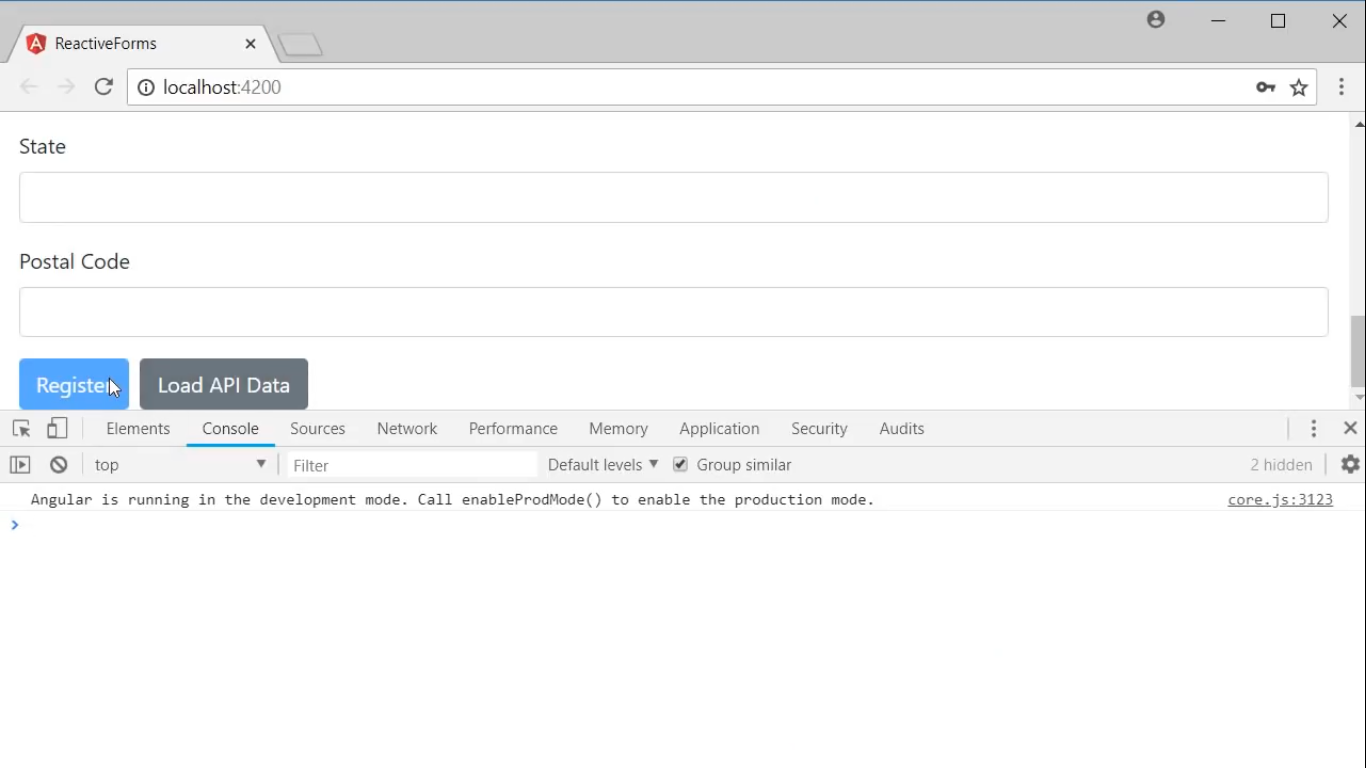 ReactiveForms
localhost:4200
State
Postal Code
Register Load API Data
Elements Console Sources Network Performance Memory Application Security Audits
top Filter Default levels Group similar 2 hidden
Angular is running in the development mode. Call enableProdMode() to enable the production mode. core.js:3123